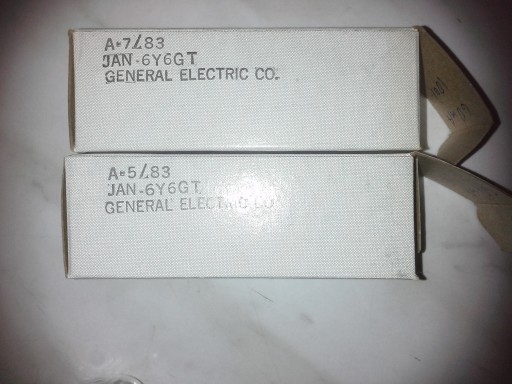 A-7/83
JAN-6Y6GT
GENERAL ELECTRIC CO.
A-5/83
JAN-6Y6GT
GENERAL ELECTRIC CO